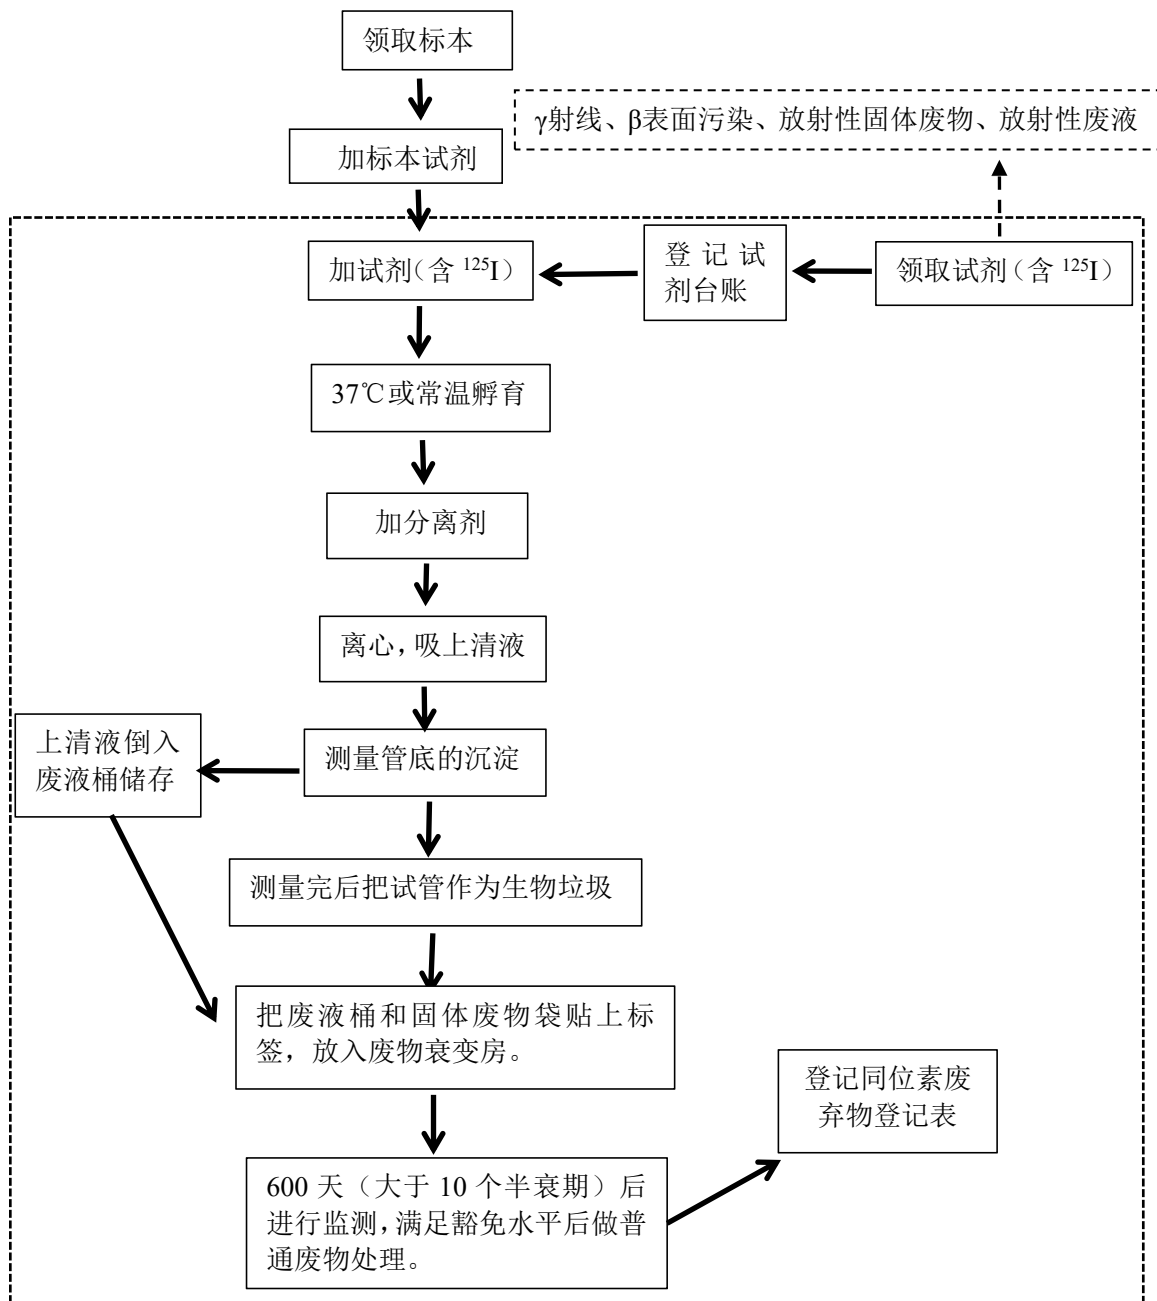 领取标本
γ射线、β表面污染、放射性固体废物、放射性废液
加标本试剂
加试剂（含 ¹²⁵I）
登记试
剂台账
领取试剂（含 ¹²⁵I）
37℃或常温孵育
加分离剂
离心，吸上清液
上清液倒入
废液桶储存
测量管底的沉淀
测量完后把试管作为生物垃圾
把废液桶和固体废物袋贴上标
签，放入废物衰变房。
登记同位素废
弃物登记表
600 天（大于 10 个半衰期）后
进行监测，满足豁免水平后做普
通废物处理。